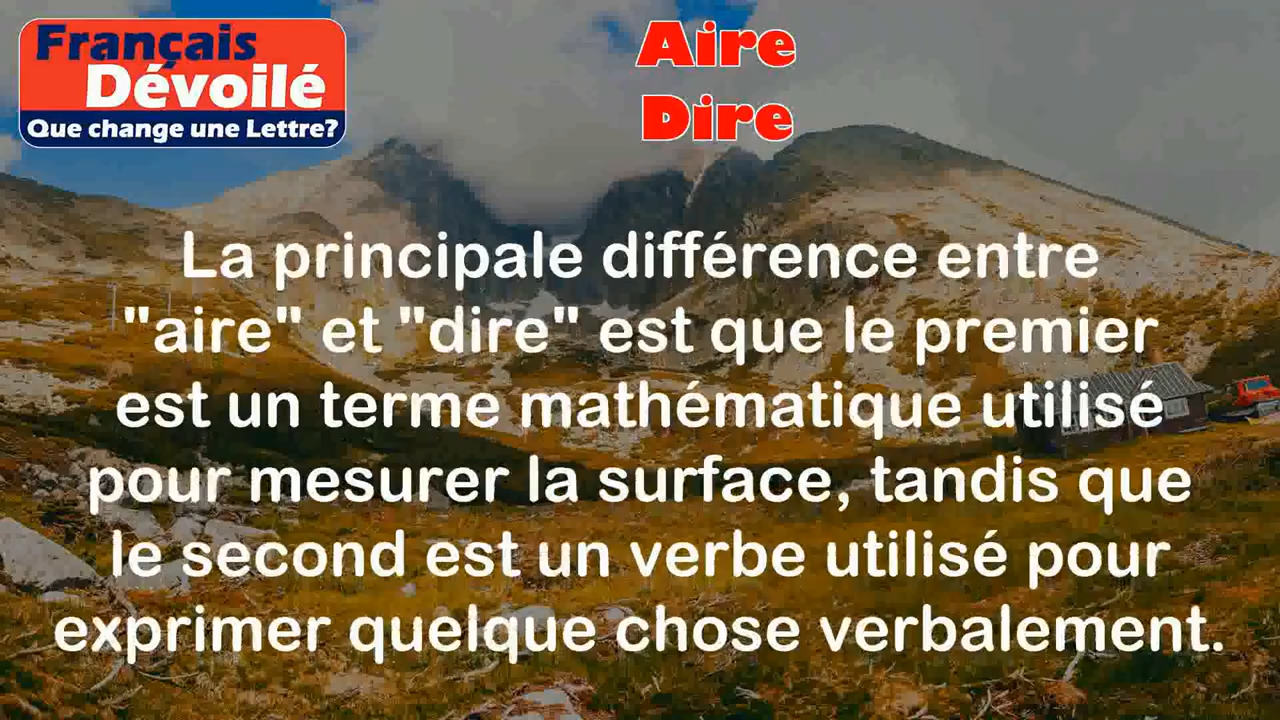 Français
Dévoilé
Que change une Lettre?
Aire
Dire
La principale différence entre
"aire" et "dire" est que le premier
est un terme mathématique utilisé
pour mesurer la surface, tandis que
le second est un verbe utilisé pour
exprimer quelque chose verbalement.